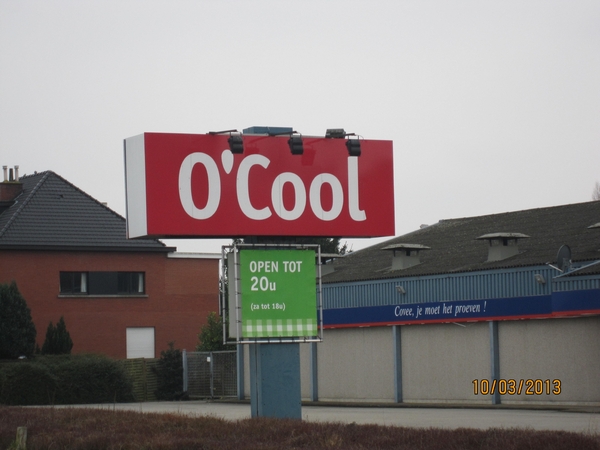 O'Cool
OPEN TOT
20u
(za tot 18u)
Covee, je moet het proeven !
10/03/2013